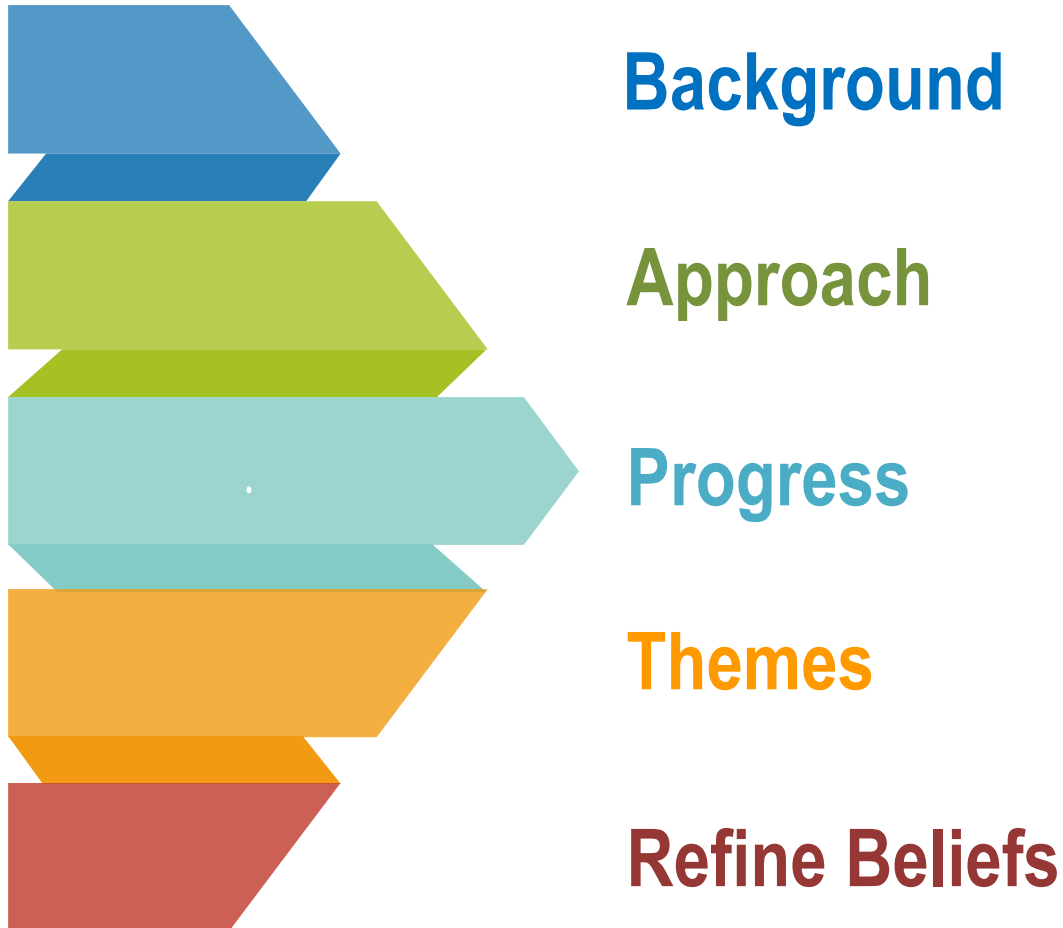 Background
Approach
Progress
Themes
Refine Beliefs